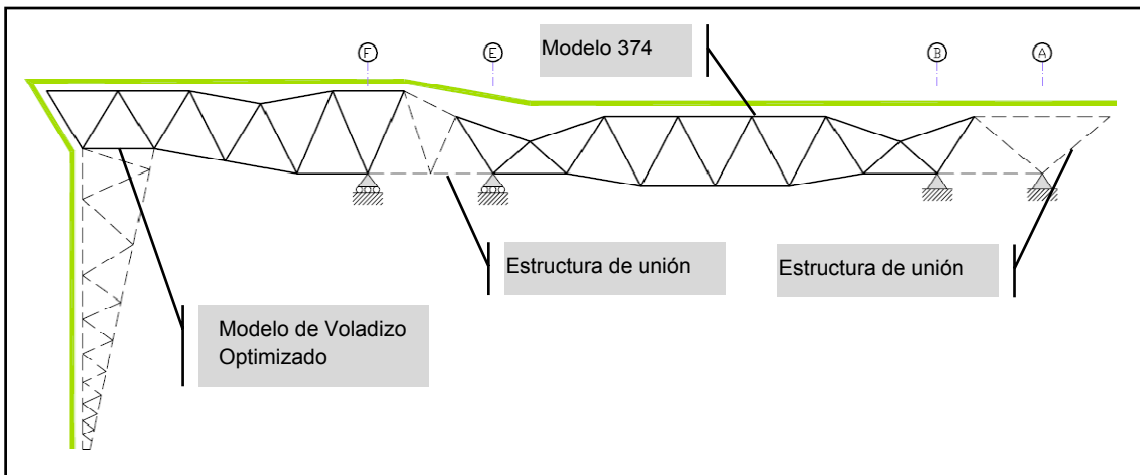 Modelo 374
F
E
B
A
Estructura de unión
Estructura de unión
Modelo de Voladizo
Optimizado